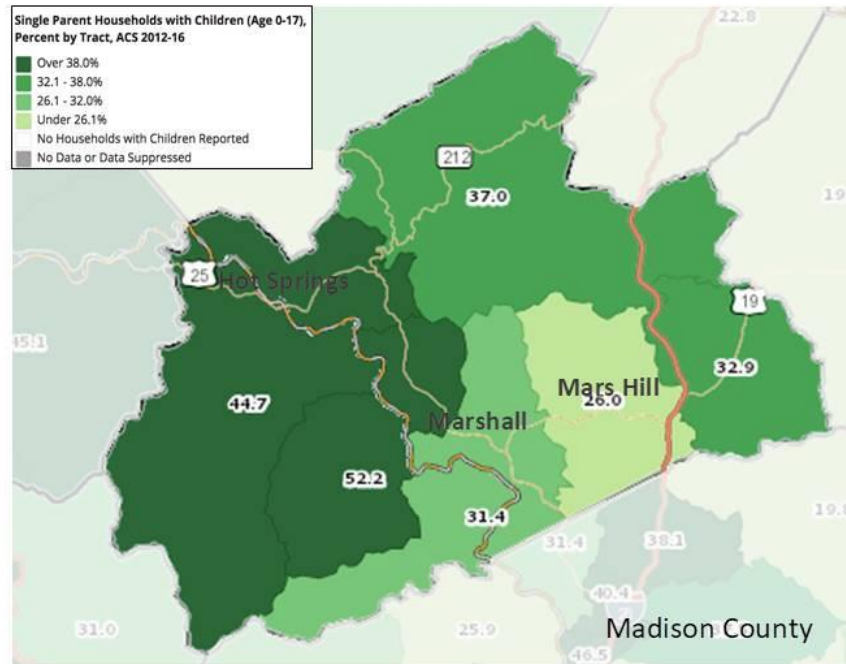 Single Parent Households with Children (Age 0-17),
Percent by Tract, ACS 2012-16
Over 38.0%
32.1 - 38.0%
26.1 - 32.0%
Under 26.1%
No Households with Children Reported
No Data or Data Suppressed
22.8
212
37.0
25
Hot Springs
19
45.1
32.9
44.7
Mars Hill
26.0
Marshall
52.2
31.4
19.8
31.4
38.1
40.4
31.0
25.9
Madison County
46.5